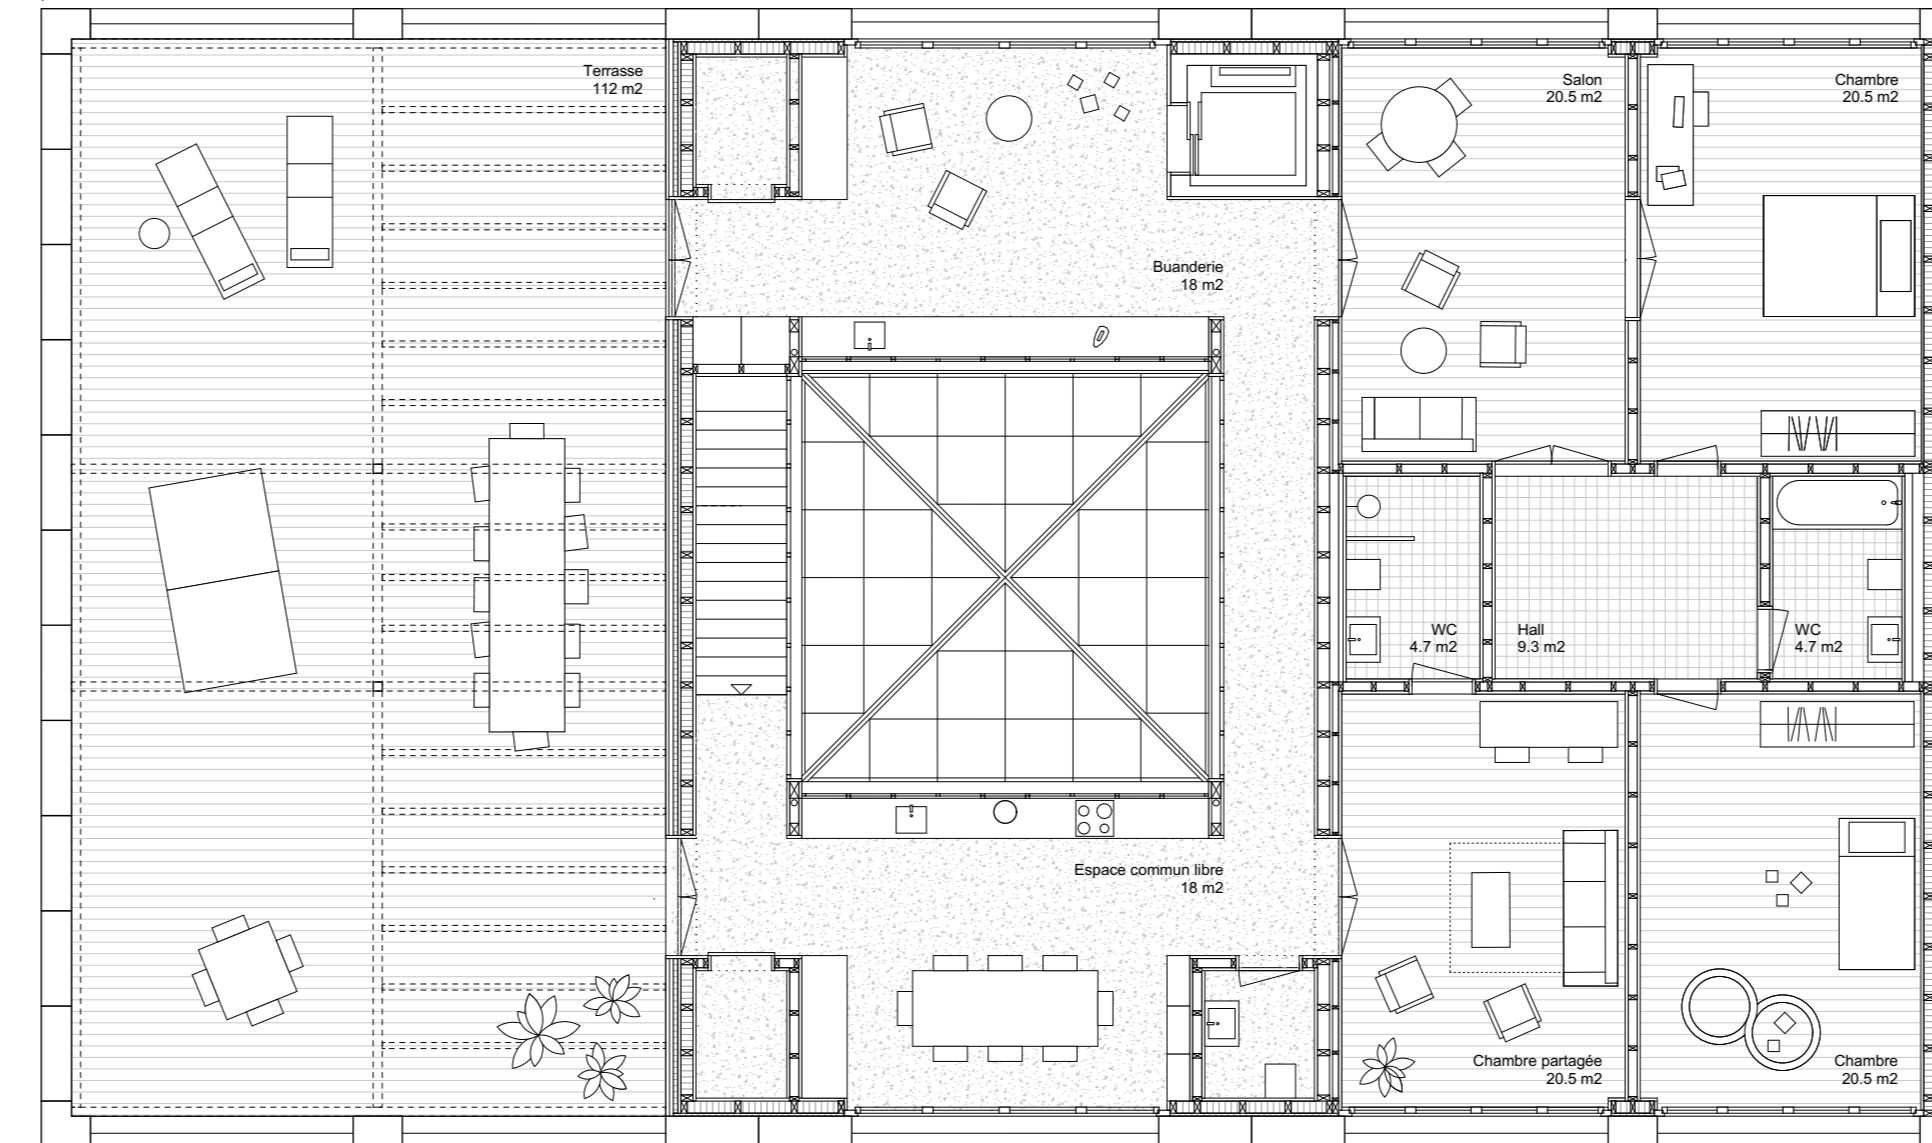 Terrasse
112 m2
Salon
20.5 m2
Chambre
20.5 m2
Buanderie
18 m2
WC
4.7 m2
Hall
9.3 m2
WC
4.7 m2
Espace commun libre
18 m2
Chambre partagée
20.5 m2
Chambre
20.5 m2